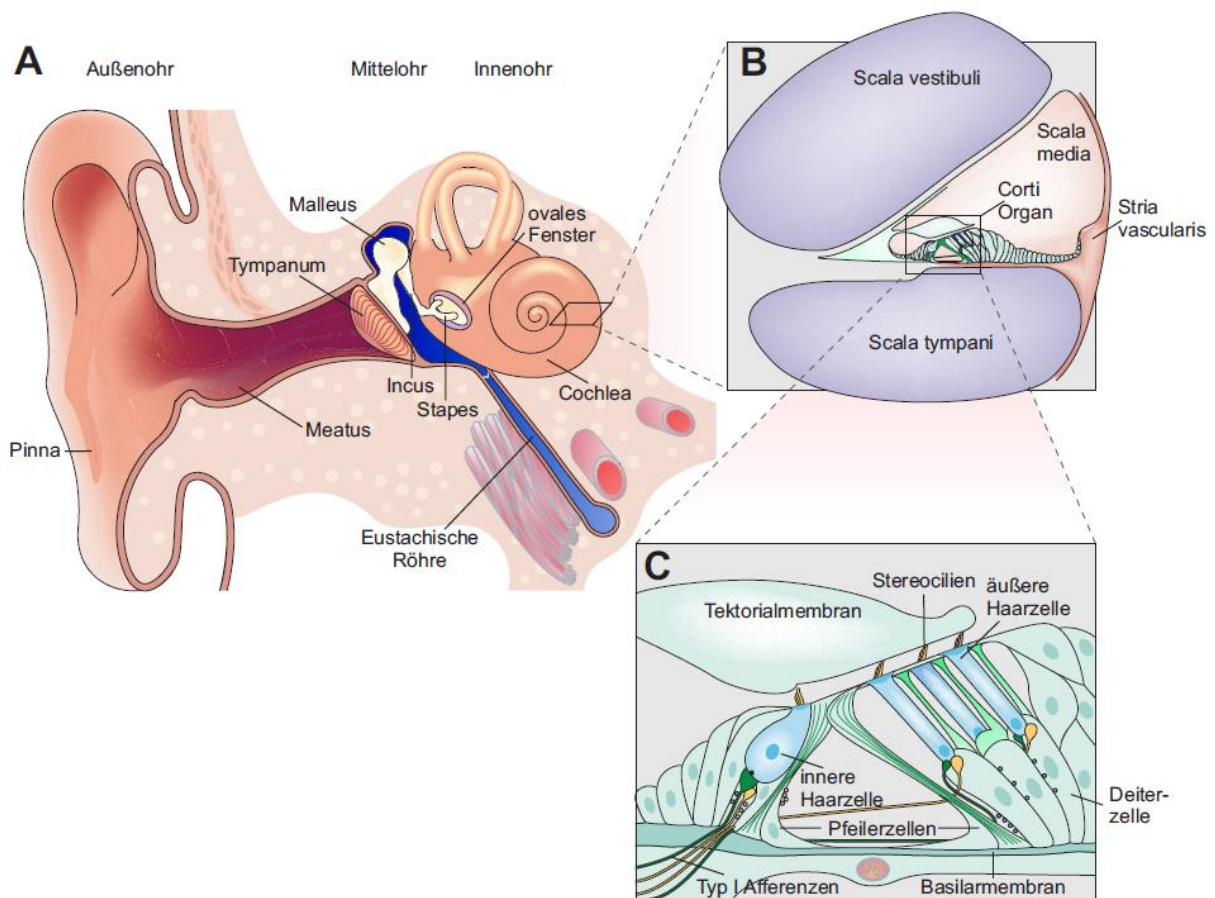 A
Außenohr
Mittelohr
Innenohr
Malleus
ovales
Fenster
Tympanum
Incus
Stapes
Cochlea
Meatus
Pinna
Eustachische
Röhre
B
Scala vestibuli
Scala
media
Corti
Organ
Stria
vascularis
Scala tympani
C
Stereocilien
äußere
Haarzelle
Tektorialmembran
innere
Haarzelle
Deiter-
zelle
Pfeilerzellen
Typ I Afferenzen
Basilarmembran